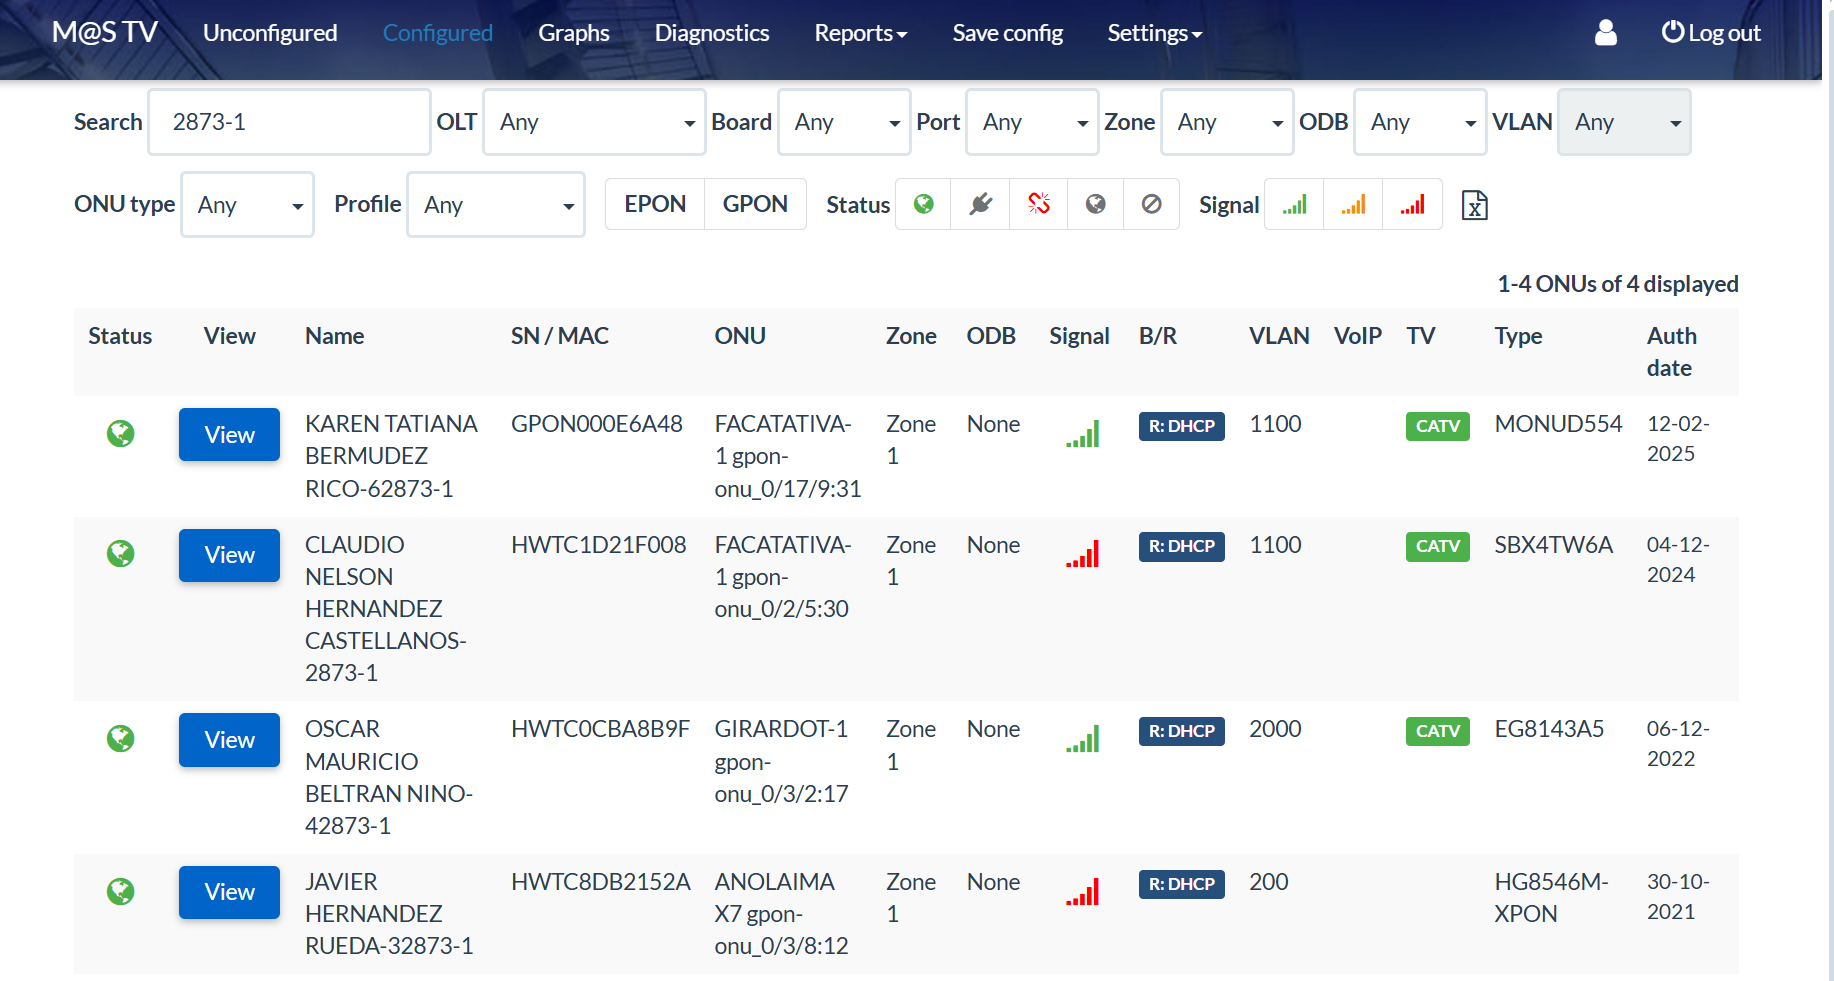 M@S TV Unconfigured Configured Graphs Diagnostics Reports Save config Settings Log out
Search 2873-1 OLT Any Board Any Port Any Zone Any ODB Any VLAN Any
ONU type Any Profile Any EPON GPON Status Signal
1-4 ONUs of 4 displayed
Status View Name SN / MAC ONU Zone ODB Signal B/R VLAN VoIP TV Type Auth
date
View KAREN TATIANA GPON000E6A48 FACATATIVA- Zone None R: DHCP 1100 CATV MONUD554 12-02-
BERMUDEZ 1 gpon- 1 2025
RICO-62873-1 onu_0/17/9:31
View CLAUDIO HWTC1D21F008 FACATATIVA- Zone None R: DHCP 1100 CATV SBX4TW6A 04-12-
NELSON 1 gpon- 1 2024
HERNANDEZ onu_0/2/5:30
CASTELLANOS-
2873-1
View OSCAR HWTC0CBA8B9F GIRARDOT-1 Zone None R: DHCP 2000 CATV EG8143A5 06-12-
MAURICIO gpon- 1 2022
BELTRAN NINO- onu_0/3/2:17
42873-1
View JAVIER HWTC8DB2152A ANOLAIMA Zone None R: DHCP 200 HG8546M- 30-10-
HERNANDEZ X7 gpon- 1 XPON 2021
RUEDA-32873-1 onu_0/3/8:12